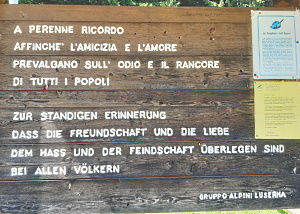 A PERENNE RICORDO
AFFINCHE' L'AMICIZIA E L'AMORE
PREVALGANO SULL' ODIO E IL RANCORE
DI TUTTI I POPOLI
ZUR STÄNDIGEN ERINNERUNG
DASS DIE FREUNDSCHAFT UND DIE LIEBE
DEM HASS UND DER FEINDSCHAFT ÜBERLEGEN SIND
BEI ALLEN VÖLKERN
GRUPPO ALPINI LUSERNA